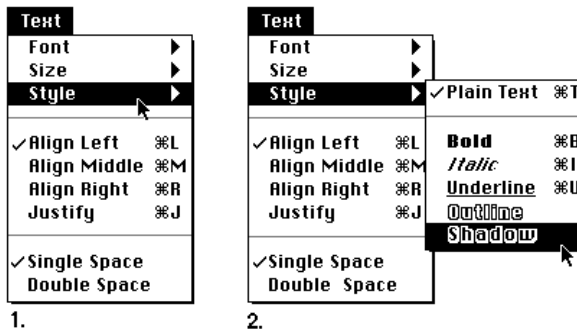 Text
Font
Size
Style
✓Align Left ⌘L
Align Middle ⌘M
Align Right ⌘R
Justify ⌘J
✓Single Space
Double Space
1.
Text
Font
Size
Style
✓Align Left ⌘L
Align Middle ⌘M
Align Right ⌘R
Justify ⌘J
✓Single Space
Double Space
✓Plain Text ⌘T
Bold ⌘B
Italic ⌘I
Underline ⌘U
Outline
Shadow
2.